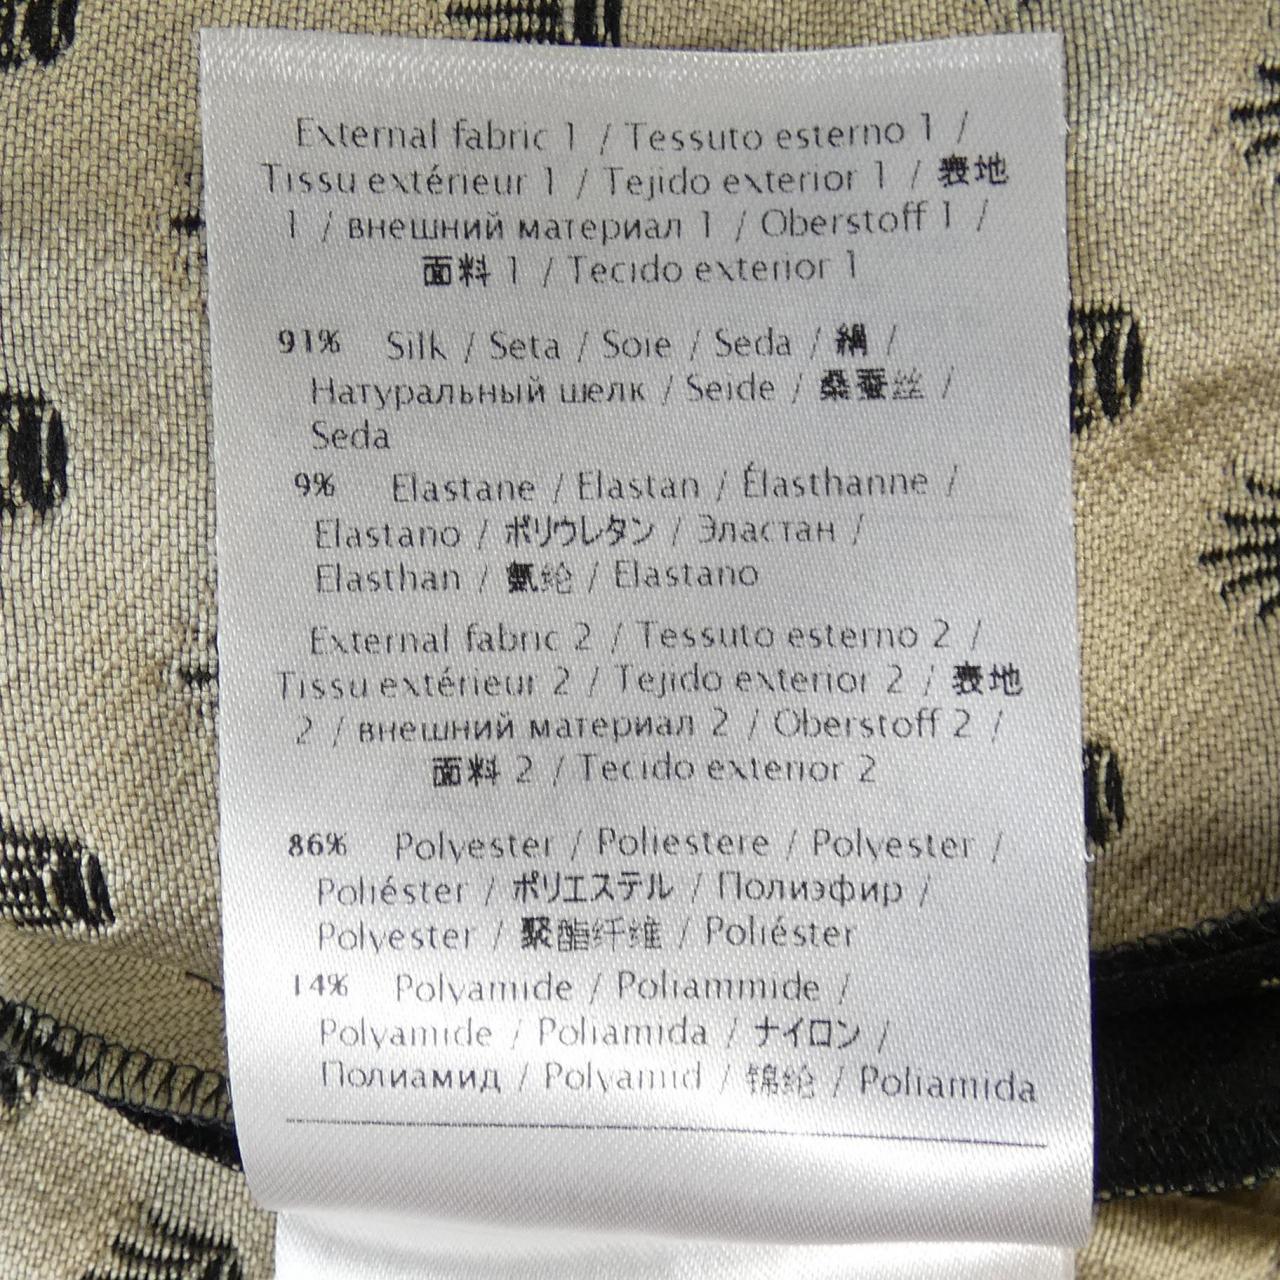 External fabric 1 / Tessuto esterno 1 /
Tissu extérieur 1 / Tejido exterior 1 / 表地
1 / внешний материал 1 / Oberstoff 1 /
面料 1 / Tecido exterior 1
91% Silk / Seta / Soie / Seda / 絹 /
Натуральный шелк / Seide / 桑蚕丝 /
Seda
9% Elastane / Elastan / Élasthanne /
Elastano / ポリウレタン / Эластан /
Elasthan / 氨纶 / Elastano
External fabric 2 / Tessuto esterno 2 /
Tissu extérieur 2 / Tejido exterior 2 / 表地
2 / внешний материал 2 / Oberstoff 2 /
面料 2 / Tecido exterior 2
86% Polyester / Poliestere / Polyester /
Poliéster / ポリエステル / Полиэфир /
Polyester / 聚酯纤维 / Poliéster
14% Polyamide / Poliammide /
Polyamide / Poliamida / ナイロン /
Полиамид / Polyamid / 锦纶 / Poliamida